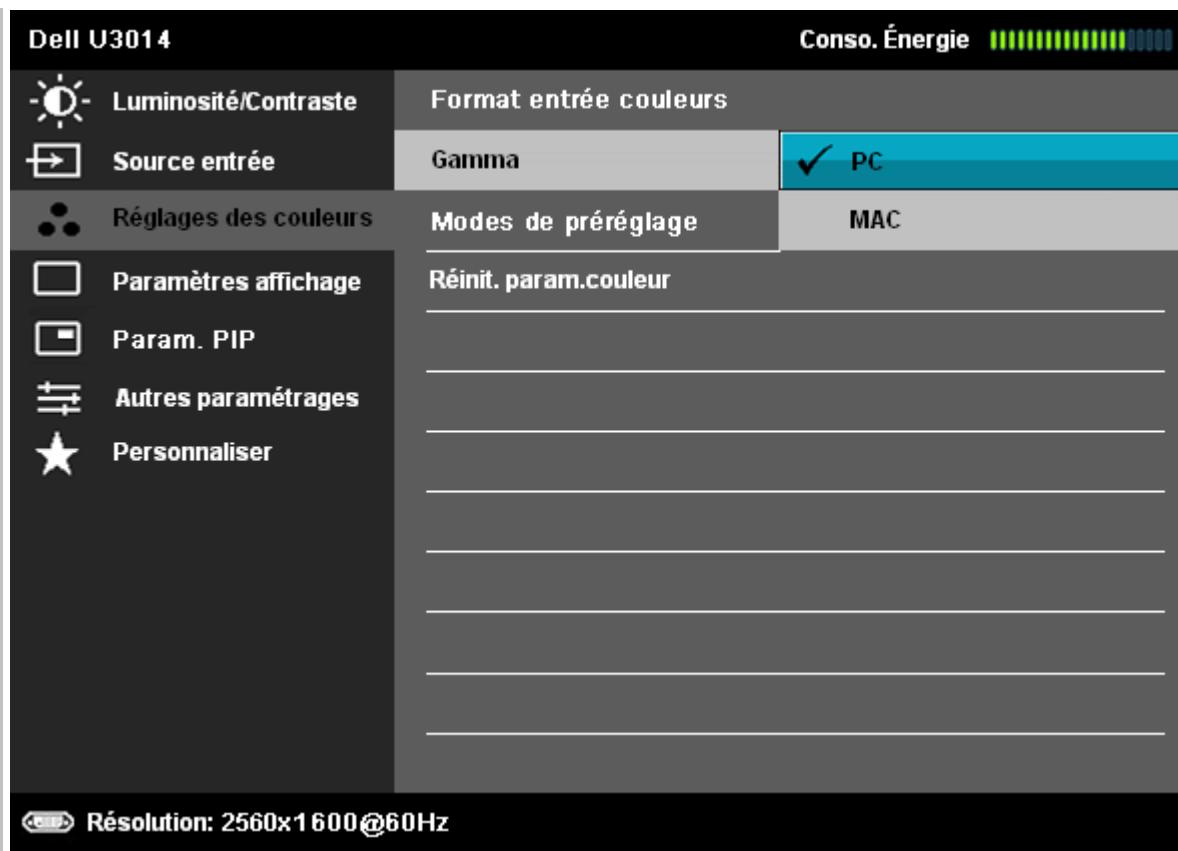 Dell U3014
Conso. Énergie
Luminosité/Contraste
Source entrée
Réglages des couleurs
Paramètres affichage
Param. PIP
Autres paramétrages
Personnaliser
Format entrée couleurs
Gamma
Modes de préréglage
Réinit. param.couleur
PC
MAC
Résolution: 2560x1600@60Hz